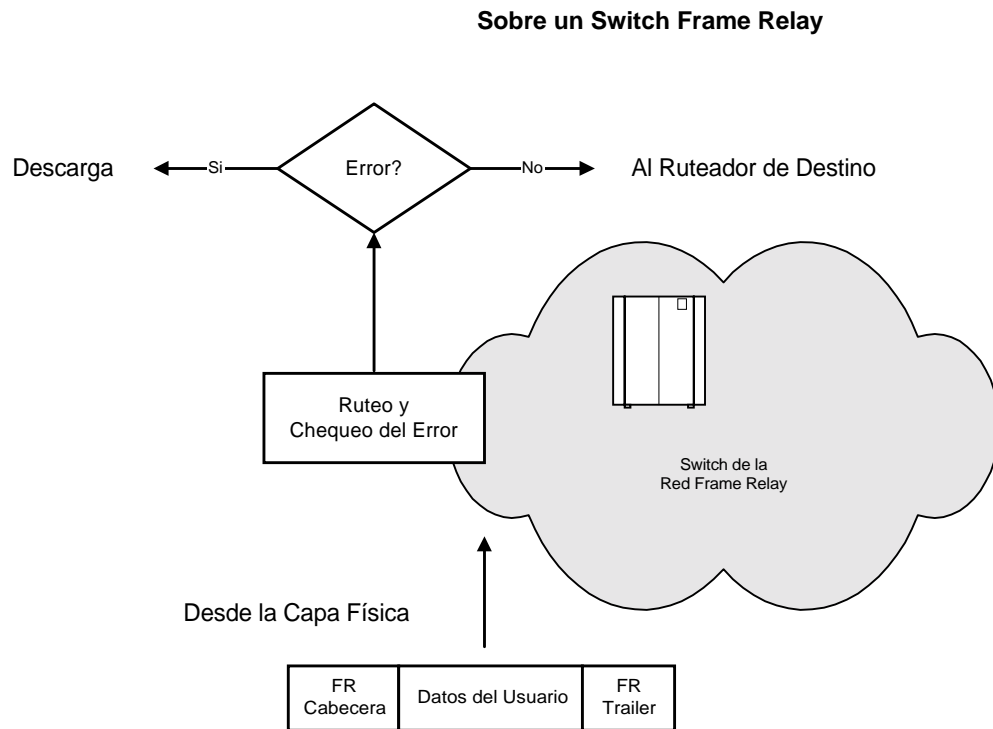 Sobre un Switch Frame Relay
Descarga
Si
Error?
No
Al Ruteador de Destino
Ruteo y
Chequeo del Error
Switch de la
Red Frame Relay
Desde la Capa Física
FR
Cabecera
Datos del Usuario
FR
Trailer